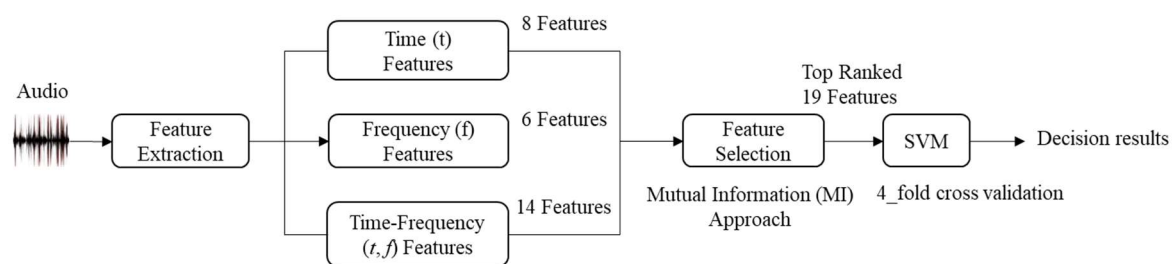 Audio
Feature
Extraction
Time (t)
Features
8 Features
Frequency (f)
Features
6 Features
Time-Frequency
(t, f) Features
14 Features
Feature
Selection
Mutual Information (MI)
Approach
Top Ranked
19 Features
SVM
4_fold cross validation
Decision results